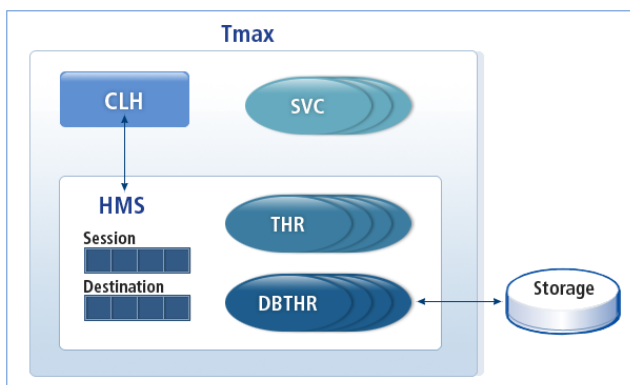 Tmax
CLH
SVC
HMS
THR
Session
Destination
DBTHR
Storage